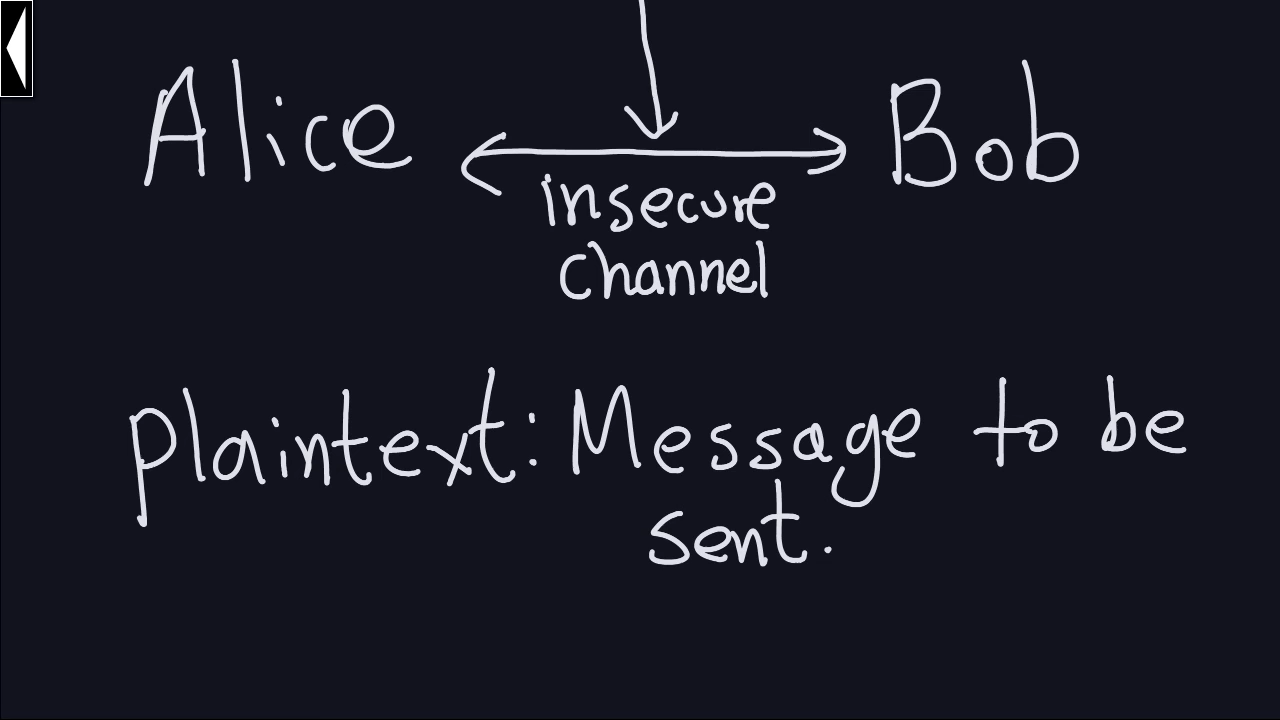 Alice Bob
insecure
channel
plaintext: Message to be
sent.